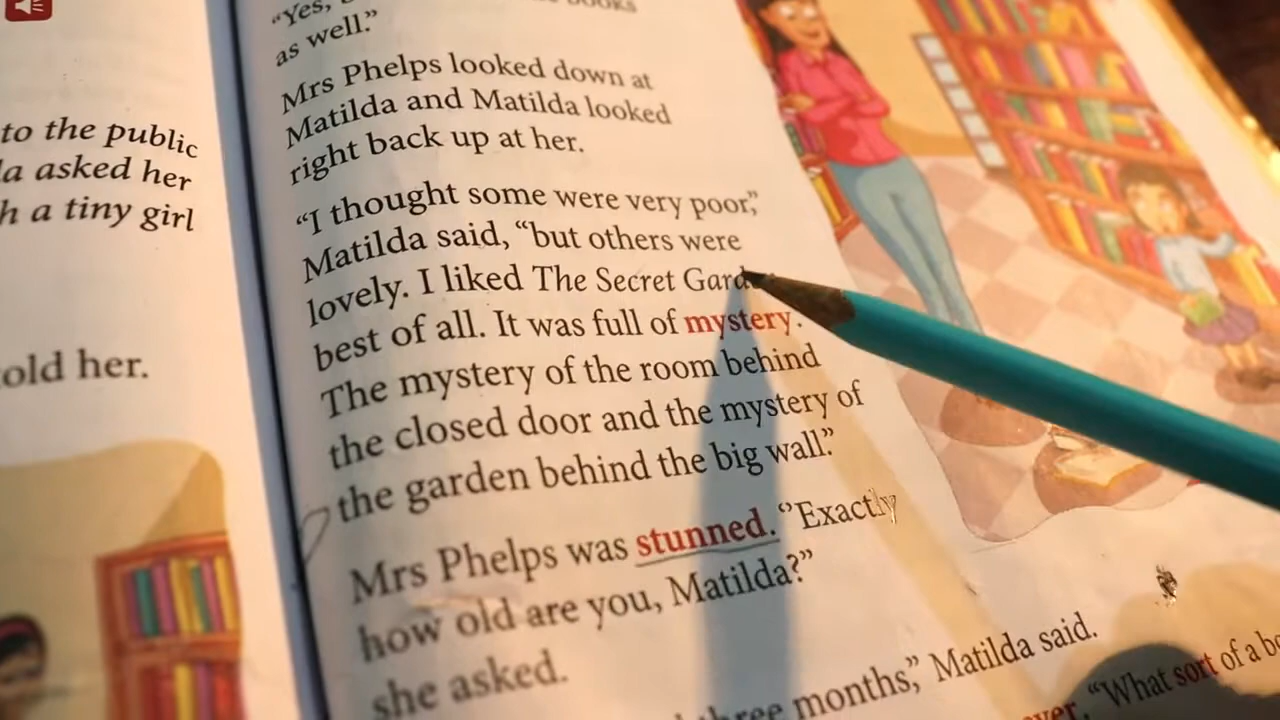 to the public
asked her
a tiny girl
her.
"Yes,
as well."
Mrs Phelps looked down at
Matilda and Matilda looked
right back up at her.
"I thought some were very poor,"
Matilda said, "but others were
lovely. I liked The Secret
best of all. It was full of mystery.
The mystery of the room behind
the closed door and the mystery of
the garden behind the big wall."
Mrs Phelps was stunned. "Exactly
how old are you, Matilda?"
she asked.
three months," Matilda said.
"What sort of a